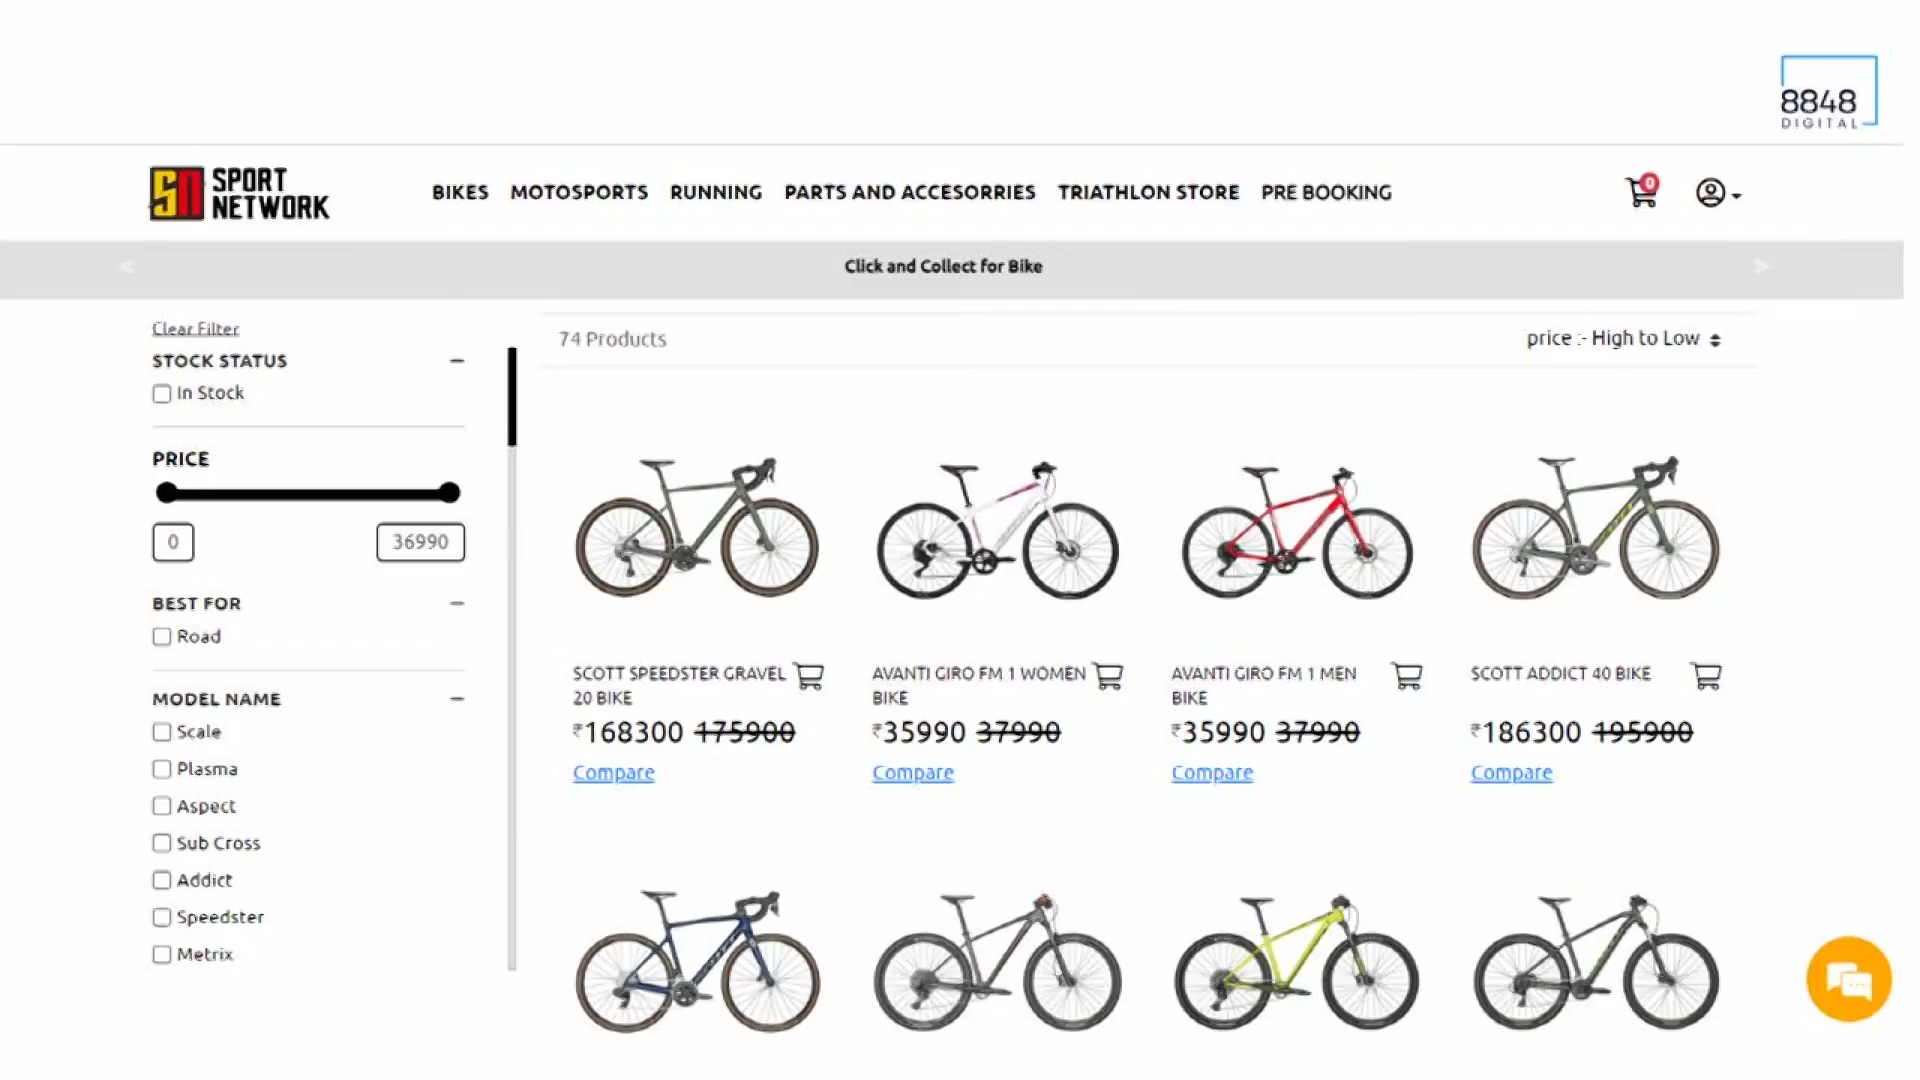 8848
DIGITAL
SN SPORT
NETWORK
BIKES MOTOSPORTS RUNNING PARTS AND ACCESORRIES TRIATHLON STORE PRE BOOKING
0
< Click and Collect for Bike >
Clear Filter
STOCK STATUS
In Stock
PRICE
0 36990
BEST FOR
Road
MODEL NAME
Scale
Plasma
Aspect
Sub Cross
Addict
Speedster
Metrix
74 Products
price :- High to Low
SCOTT SPEEDSTER GRAVEL
20 BIKE
₹168300 175900
Compare
AVANTI GIRO FM 1 WOMEN
BIKE
₹35990 37990
Compare
AVANTI GIRO FM 1 MEN
BIKE
₹35990 37990
Compare
SCOTT ADDICT 40 BIKE
₹186300 195900
Compare